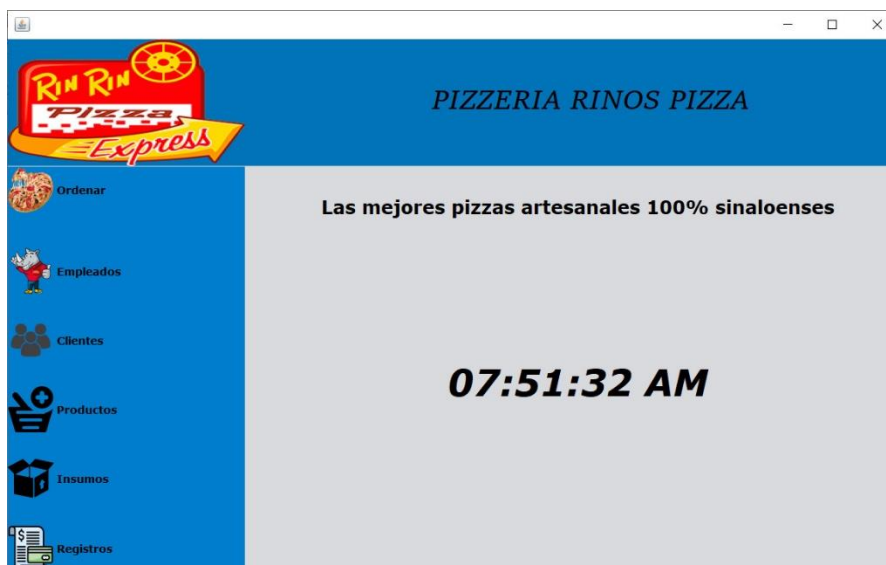 RIN RIN
Pizza
Express
PIZZERIA RINOS PIZZA
Ordenar
Empleados
Clientes
Productos
Insumos
Registros
Las mejores pizzas artesanales 100% sinaloenses
07:51:32 AM